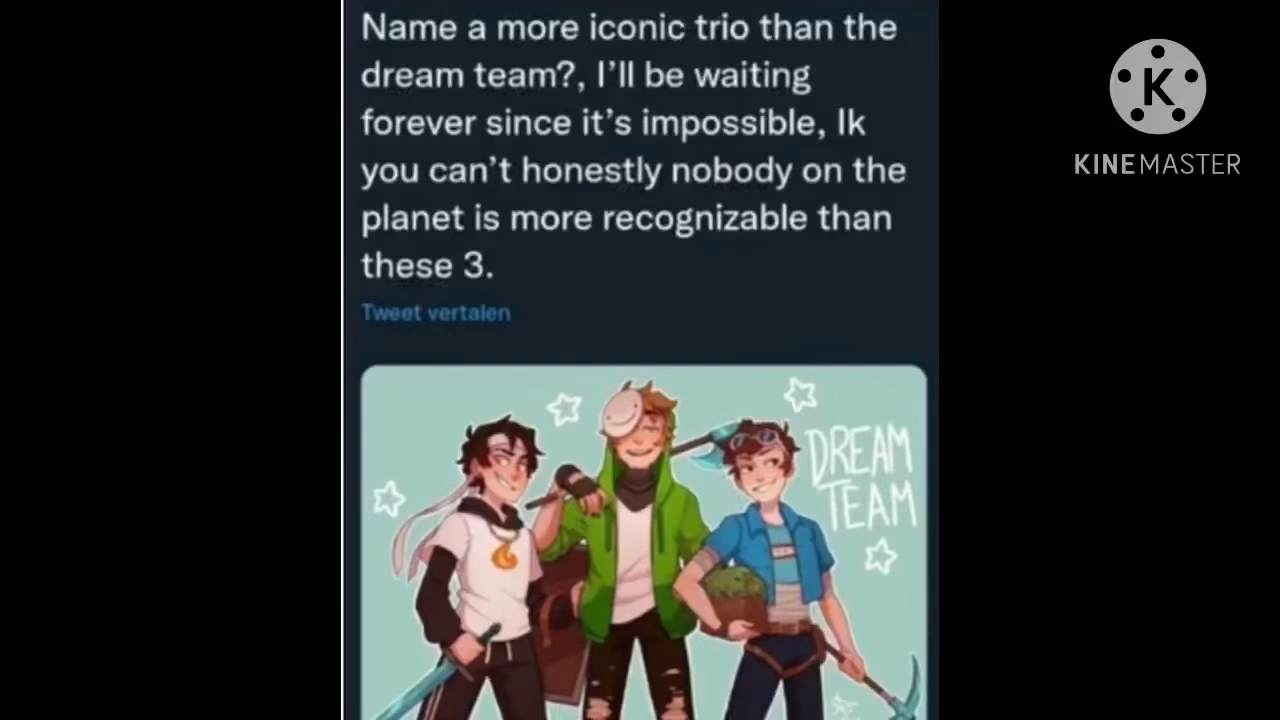 Name a more iconic trio than the
dream team?, I'll be waiting
forever since it's impossible, Ik
you can't honestly nobody on the
planet is more recognizable than
these 3.
Tweet vertalen
DREAM
TEAM
K
KINEMASTER